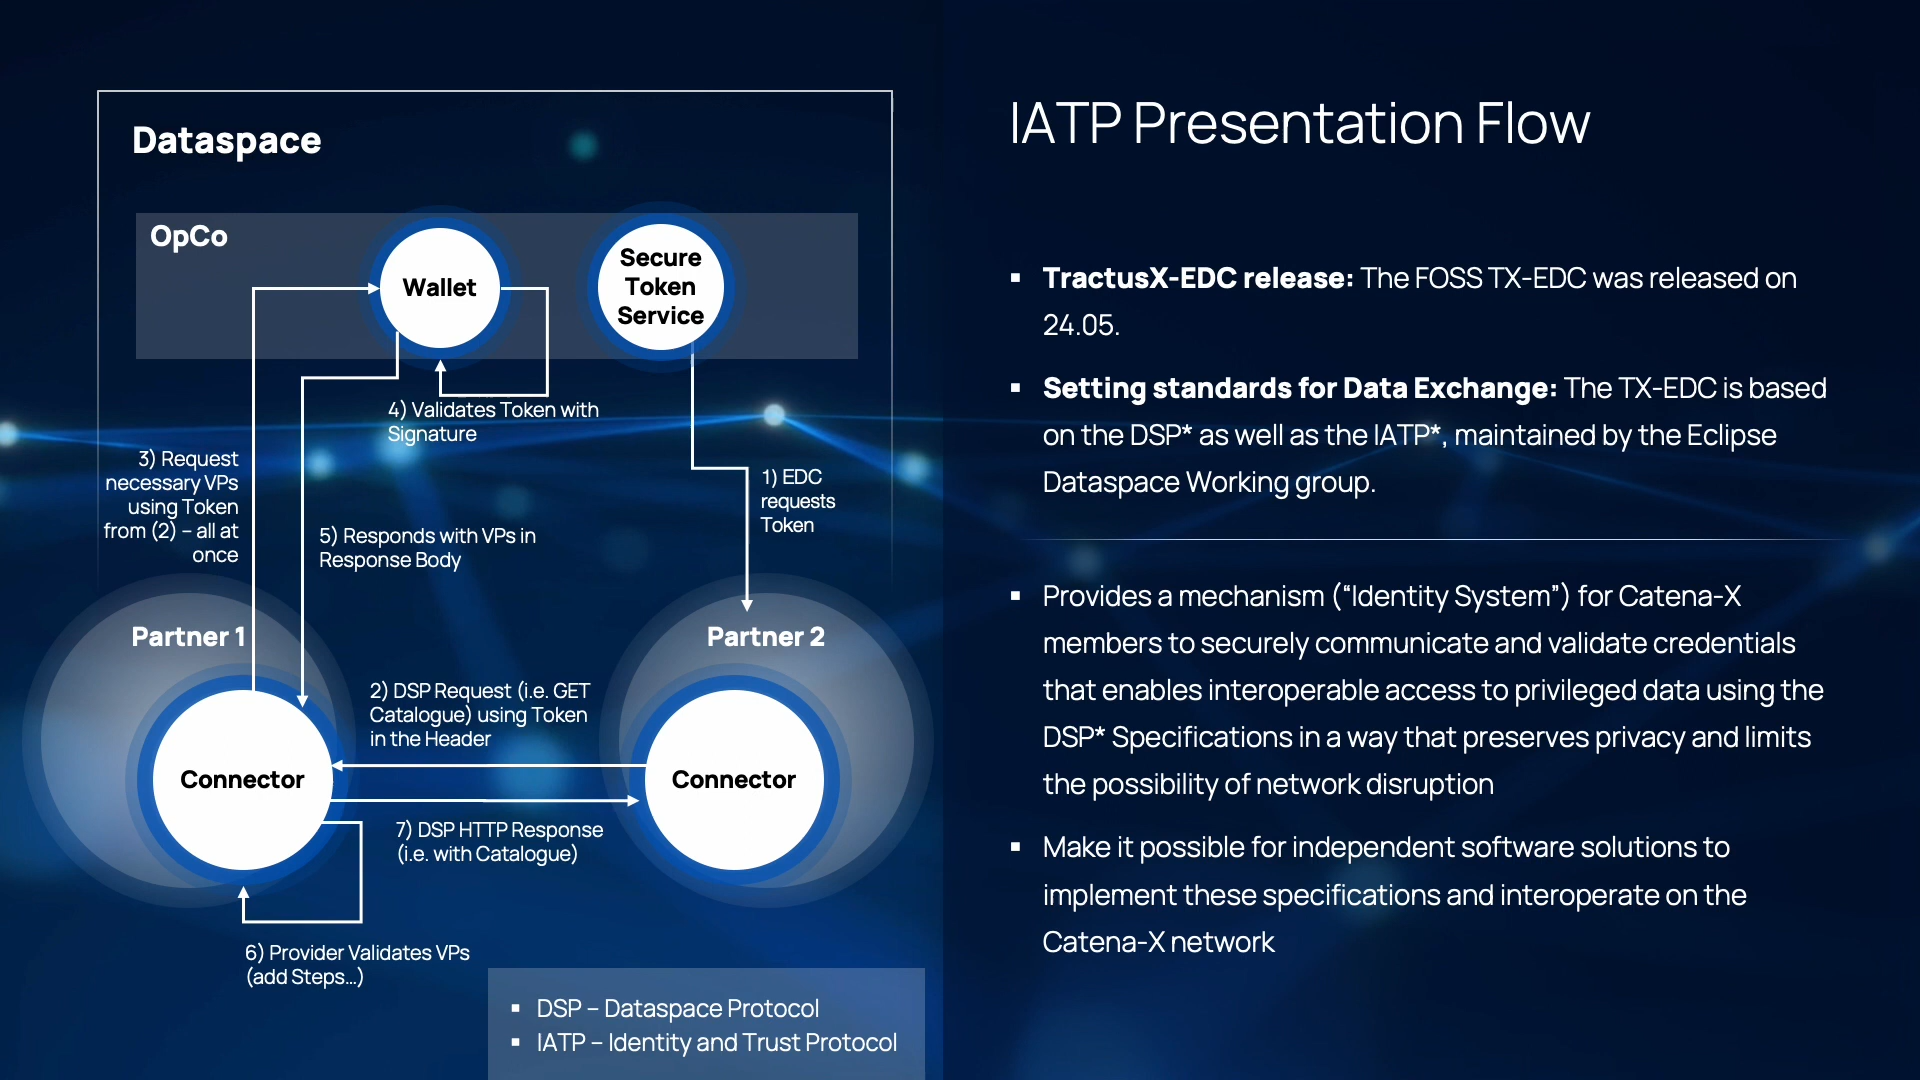 Dataspace
OpCo
Wallet
Secure
Token
Service
4) Validates Token with
Signature
3) Request
necessary VPs
using Token
from (2) – all at
once
1) EDC
requests
Token
5) Responds with VPs in
Response Body
Partner 1
Partner 2
2) DSP Request (i.e. GET
Catalogue) using Token
in the Header
Connector
Connector
7) DSP HTTP Response
(i.e. with Catalogue)
6) Provider Validates VPs
(add Steps...)
▪ DSP – Dataspace Protocol
▪ IATP – Identity and Trust Protocol
IATP Presentation Flow
▪ TractusX-EDC release: The FOSS TX-EDC was released on
24.05.
▪ Setting standards for Data Exchange: The TX-EDC is based
on the DSP* as well as the IATP*, maintained by the Eclipse
Dataspace Working group.
▪ Provides a mechanism (“Identity System”) for Catena-X
members to securely communicate and validate credentials
that enables interoperable access to privileged data using the
DSP* Specifications in a way that preserves privacy and limits
the possibility of network disruption
▪ Make it possible for independent software solutions to
implement these specifications and interoperate on the
Catena-X network